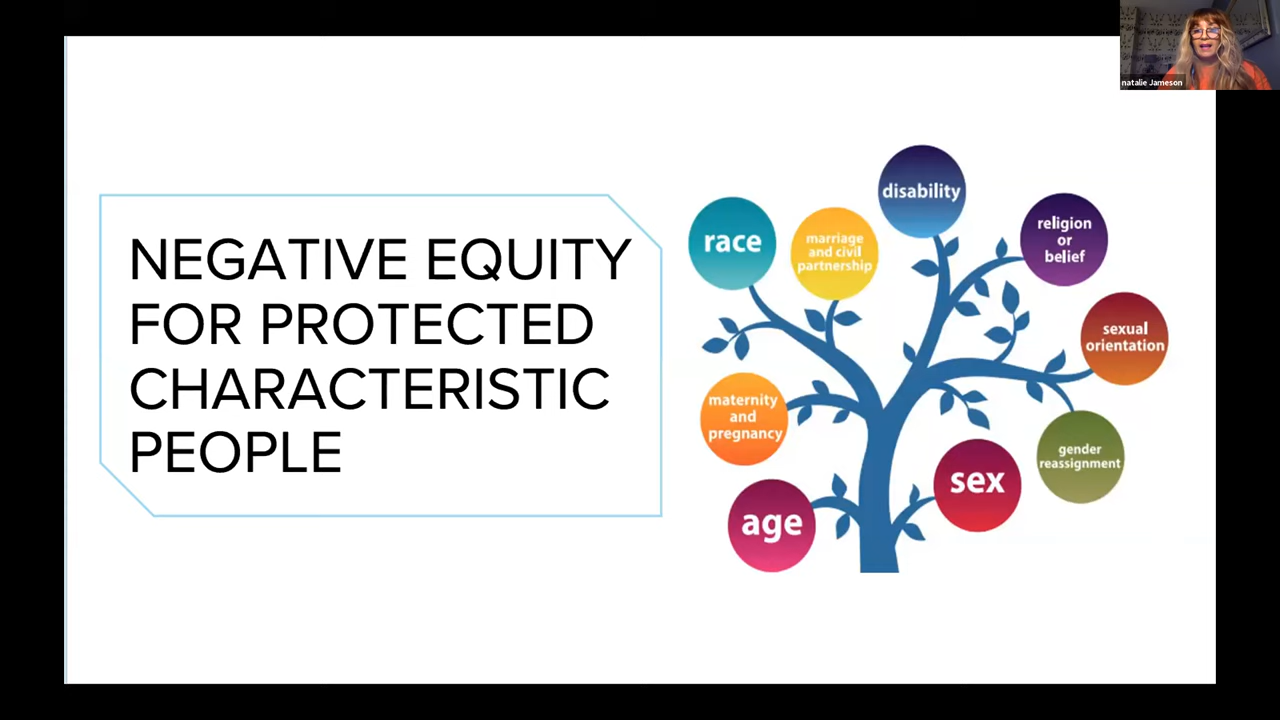 natalie Jameson
NEGATIVE EQUITY
FOR PROTECTED
CHARACTERISTIC
PEOPLE
disability
race
marriage
and civil
partnership
religion
or
belief
sexual
orientation
maternity
and
pregnancy
gender
reassignment
sex
age